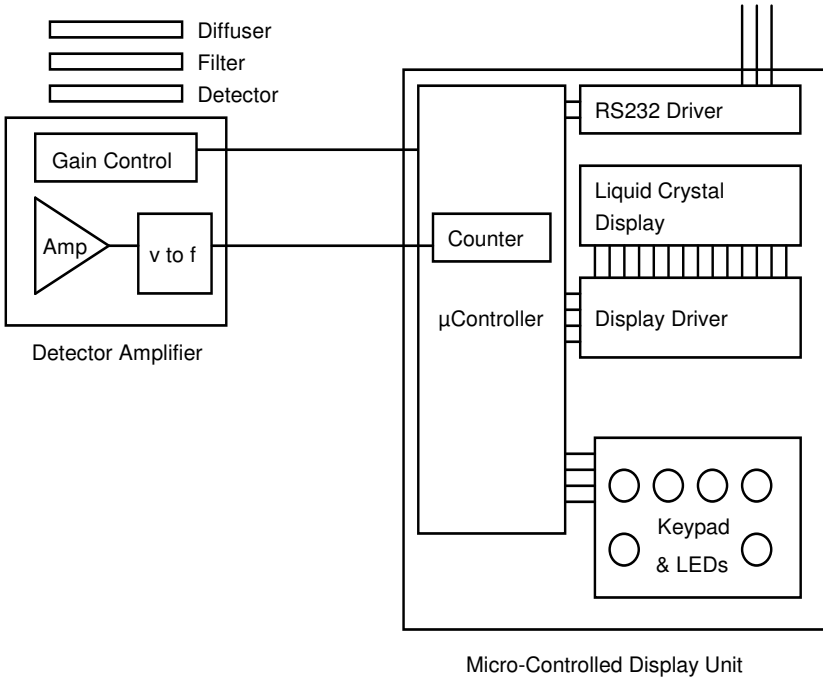 Diffuser
Filter
Detector
Gain Control
Amp
v to f
Detector Amplifier
Counter
µController
RS232 Driver
Liquid Crystal
Display
Display Driver
Keypad
& LEDs
Micro-Controlled Display Unit